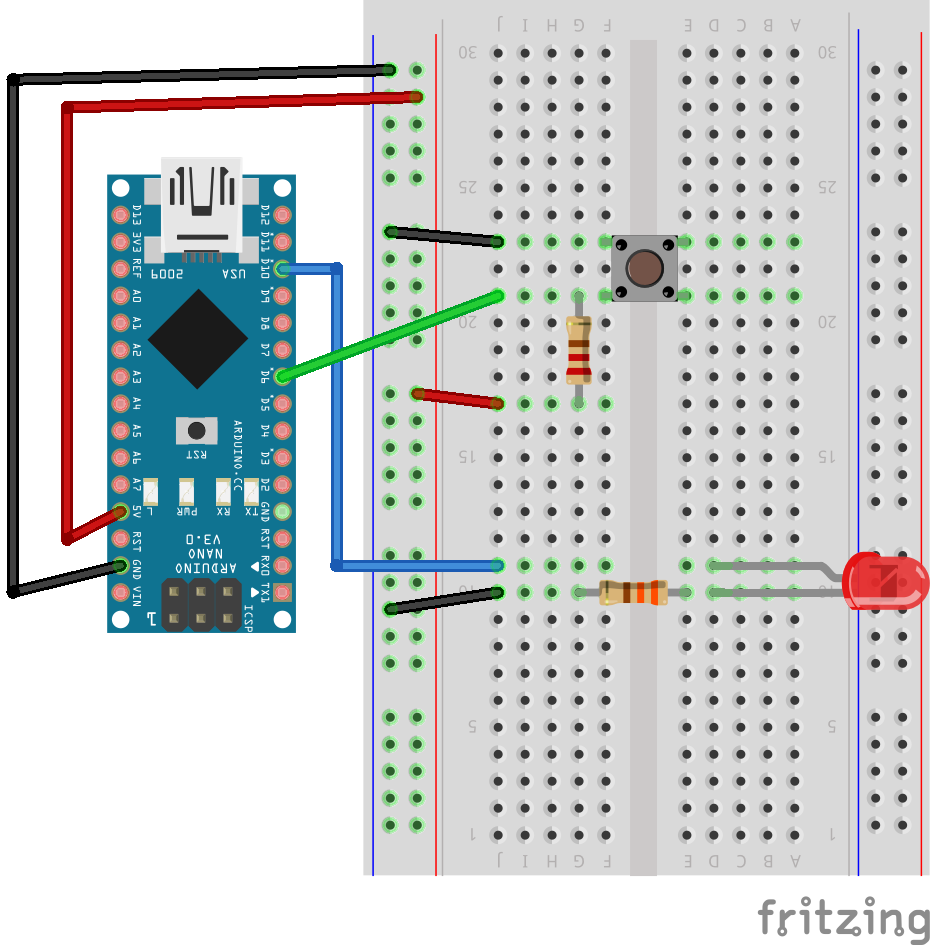 J I H G F E D C B A
30 30
25 25
20 20
15 15
10
5 5
1 1
J I H G F E D C B A
D13
3V3
REF
A0
A1
A2
A3
A4
A5
A6
A7
5V
RST
GND
VIN
D12
D11
D10
D9
D8
D7
D6
D5
D4
D3
D2
GND
RST
RX0
TX1
USA
2009
RST
ARDUINO.CC
TX RX PWR L
ARDUINO
NANO
V3.0
ICSP
1
fritzing